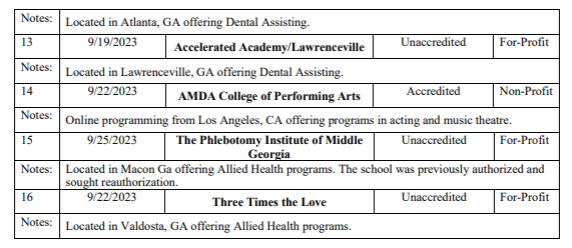 Notes: Located in Atlanta, GA offering Dental Assisting.
13 9/19/2023 Accelerated Academy/Lawrenceville Unaccredited For-Profit
Notes: Located in Lawrenceville, GA offering Dental Assisting.
14 9/22/2023 AMDA College of Performing Arts Accredited Non-Profit
Notes: Online programming from Los Angeles, CA offering programs in acting and music theatre.
15 9/25/2023 The Phlebotomy Institute of Middle Unaccredited For-Profit
Georgia
Notes: Located in Macon Ga offering Allied Health programs. The school was previously authorized and
sought reauthorization.
16 9/22/2023 Three Times the Love Unaccredited For-Profit
Notes: Located in Valdosta, GA offering Allied Health programs.